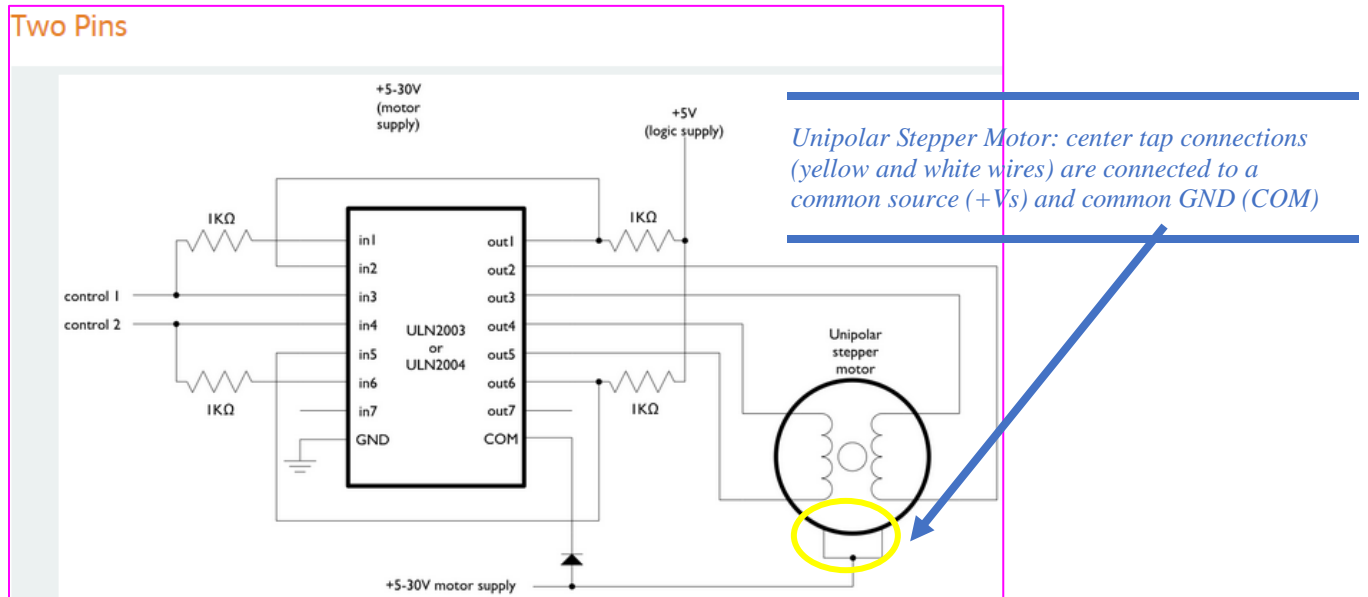 Two Pins
+5-30V
(motor
supply)
+5V
(logic supply)
Unipolar Stepper Motor: center tap connections
(yellow and white wires) are connected to a
common source (+Vs) and common GND (COM)
1KΩ
1KΩ
in1
out1
in2
out2
control 1
in3
out3
control 2
in4
out4
ULN2003
or
ULN2004
Unipolar
stepper
motor
in5
out5
in6
out6
1KΩ
1KΩ
in7
out7
GND
COM
+5-30V motor supply